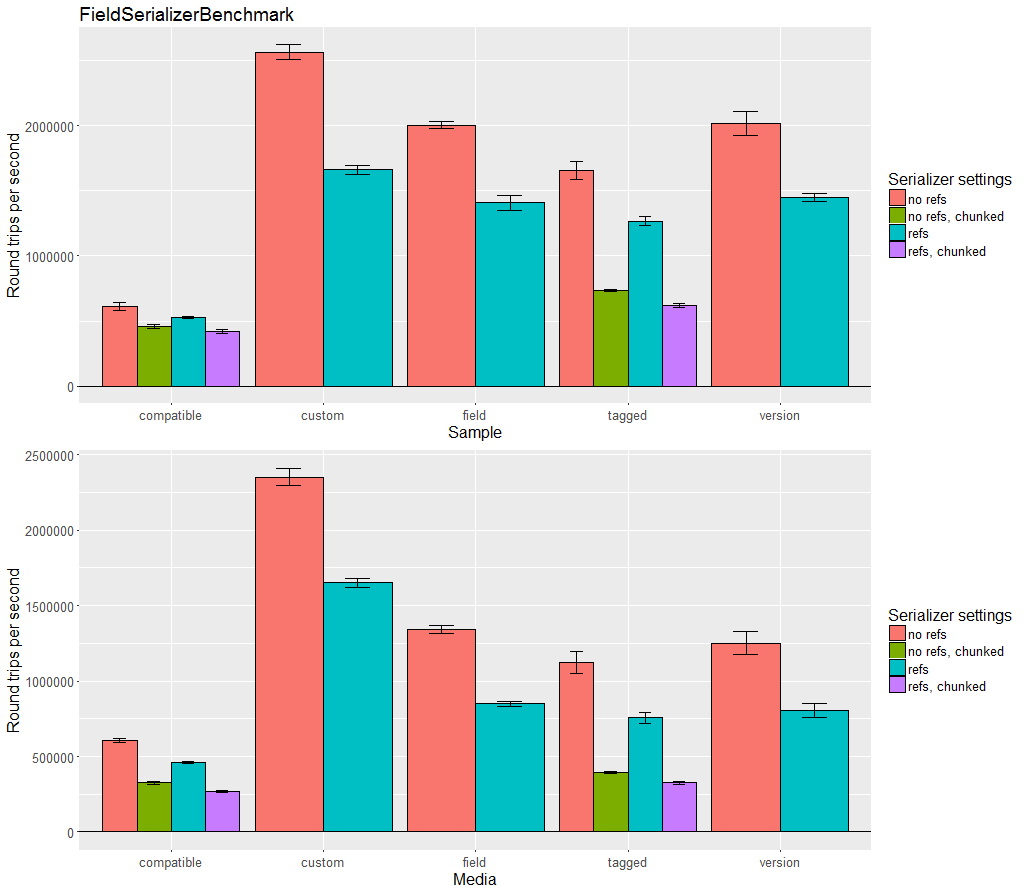 FieldSerializerBenchmark
Round trips per second
2000000
1000000
0
compatible
custom
field
tagged
version
Sample
Serializer settings
no refs
no refs, chunked
refs
refs, chunked
Round trips per second
2500000
2000000
1500000
1000000
500000
0
compatible
custom
field
tagged
version
Media
Serializer settings
no refs
no refs, chunked
refs
refs, chunked